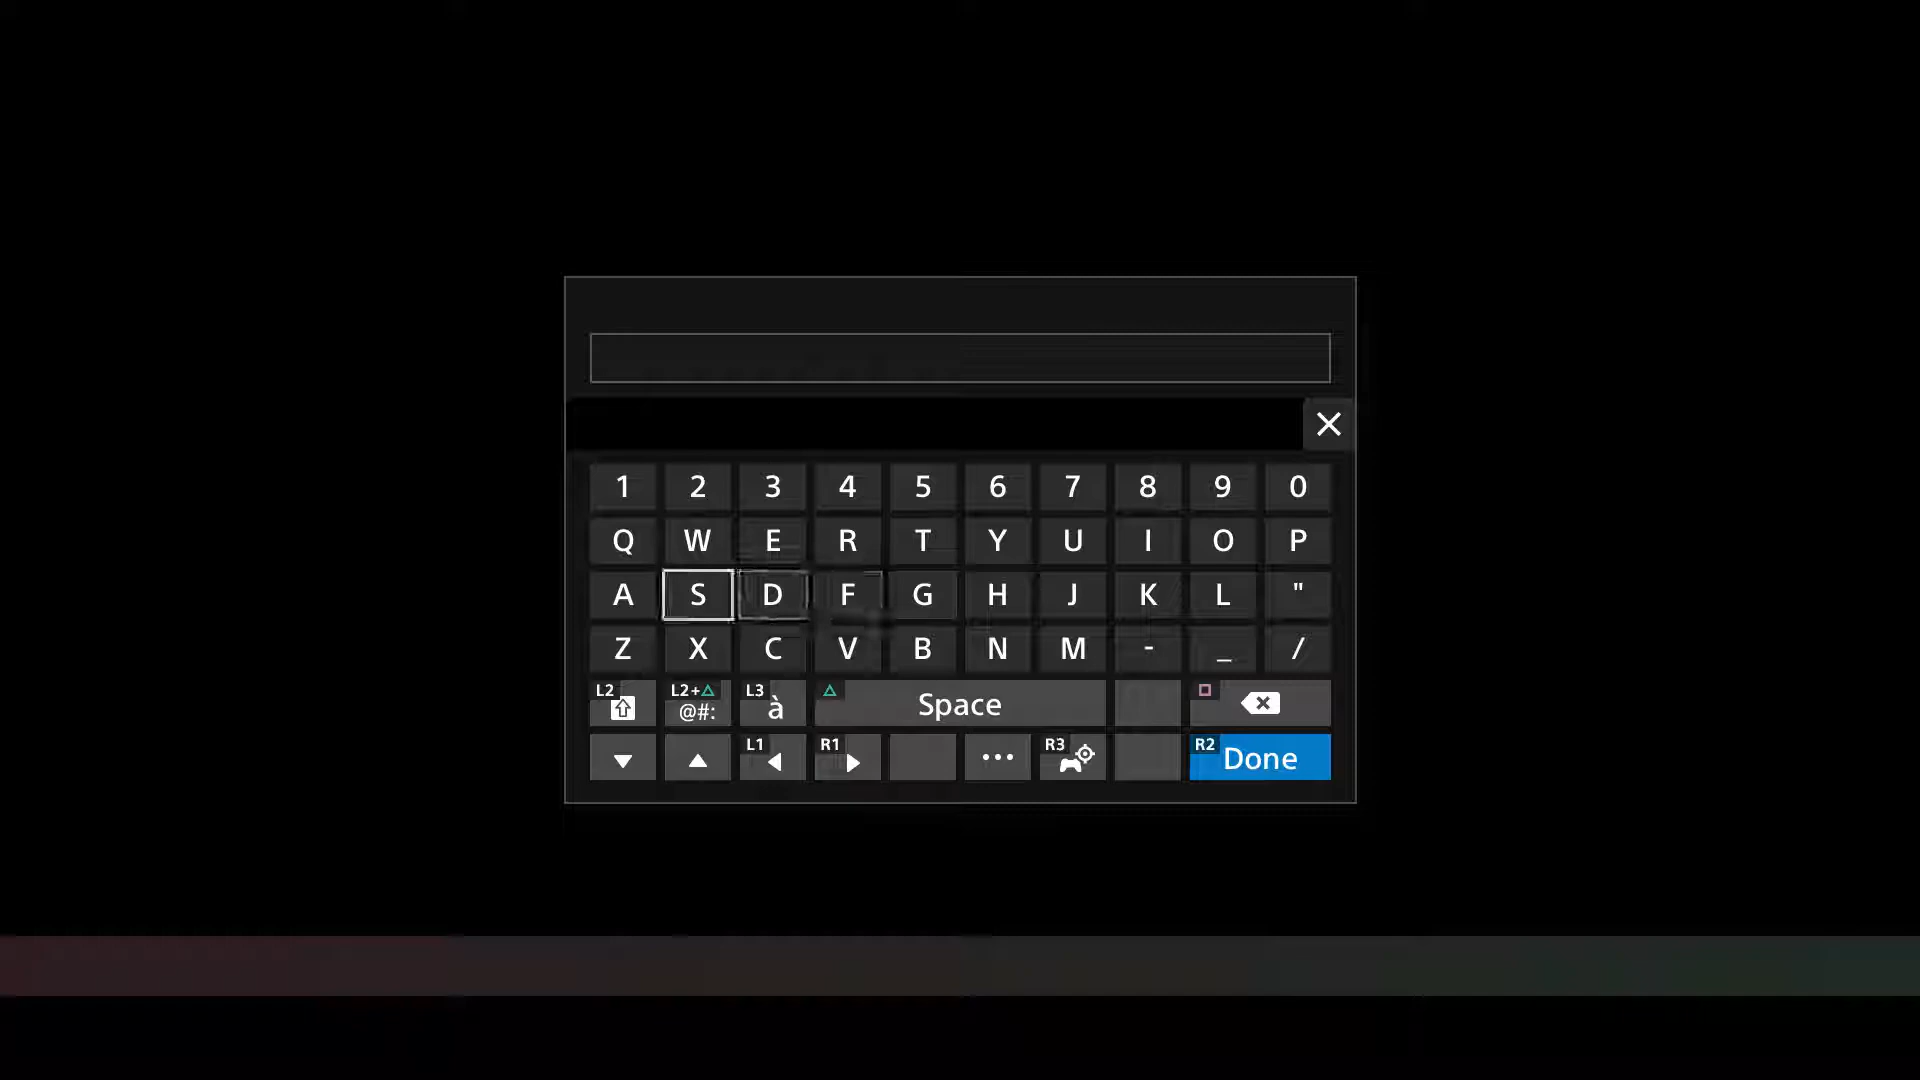 1 2 3 4 5 6 7 8 9 0
Q W E R T Y U I O P
A S D F G H J K L "
Z X C V B N M - _ /
L2 L2+△ @#: L3 à △ Space □
L1 R1 ... R3 R2 Done